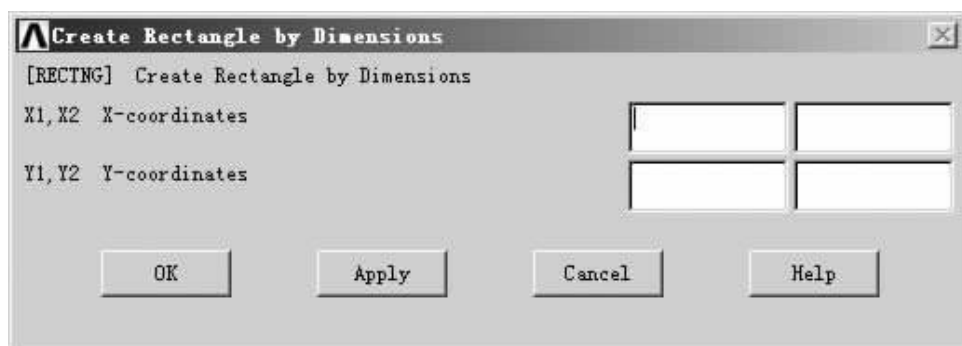 Create Rectangle by Dimensions
[RECTNG] Create Rectangle by Dimensions
X1,X2 X-coordinates
Y1,Y2 Y-coordinates
OK Apply Cancel Help